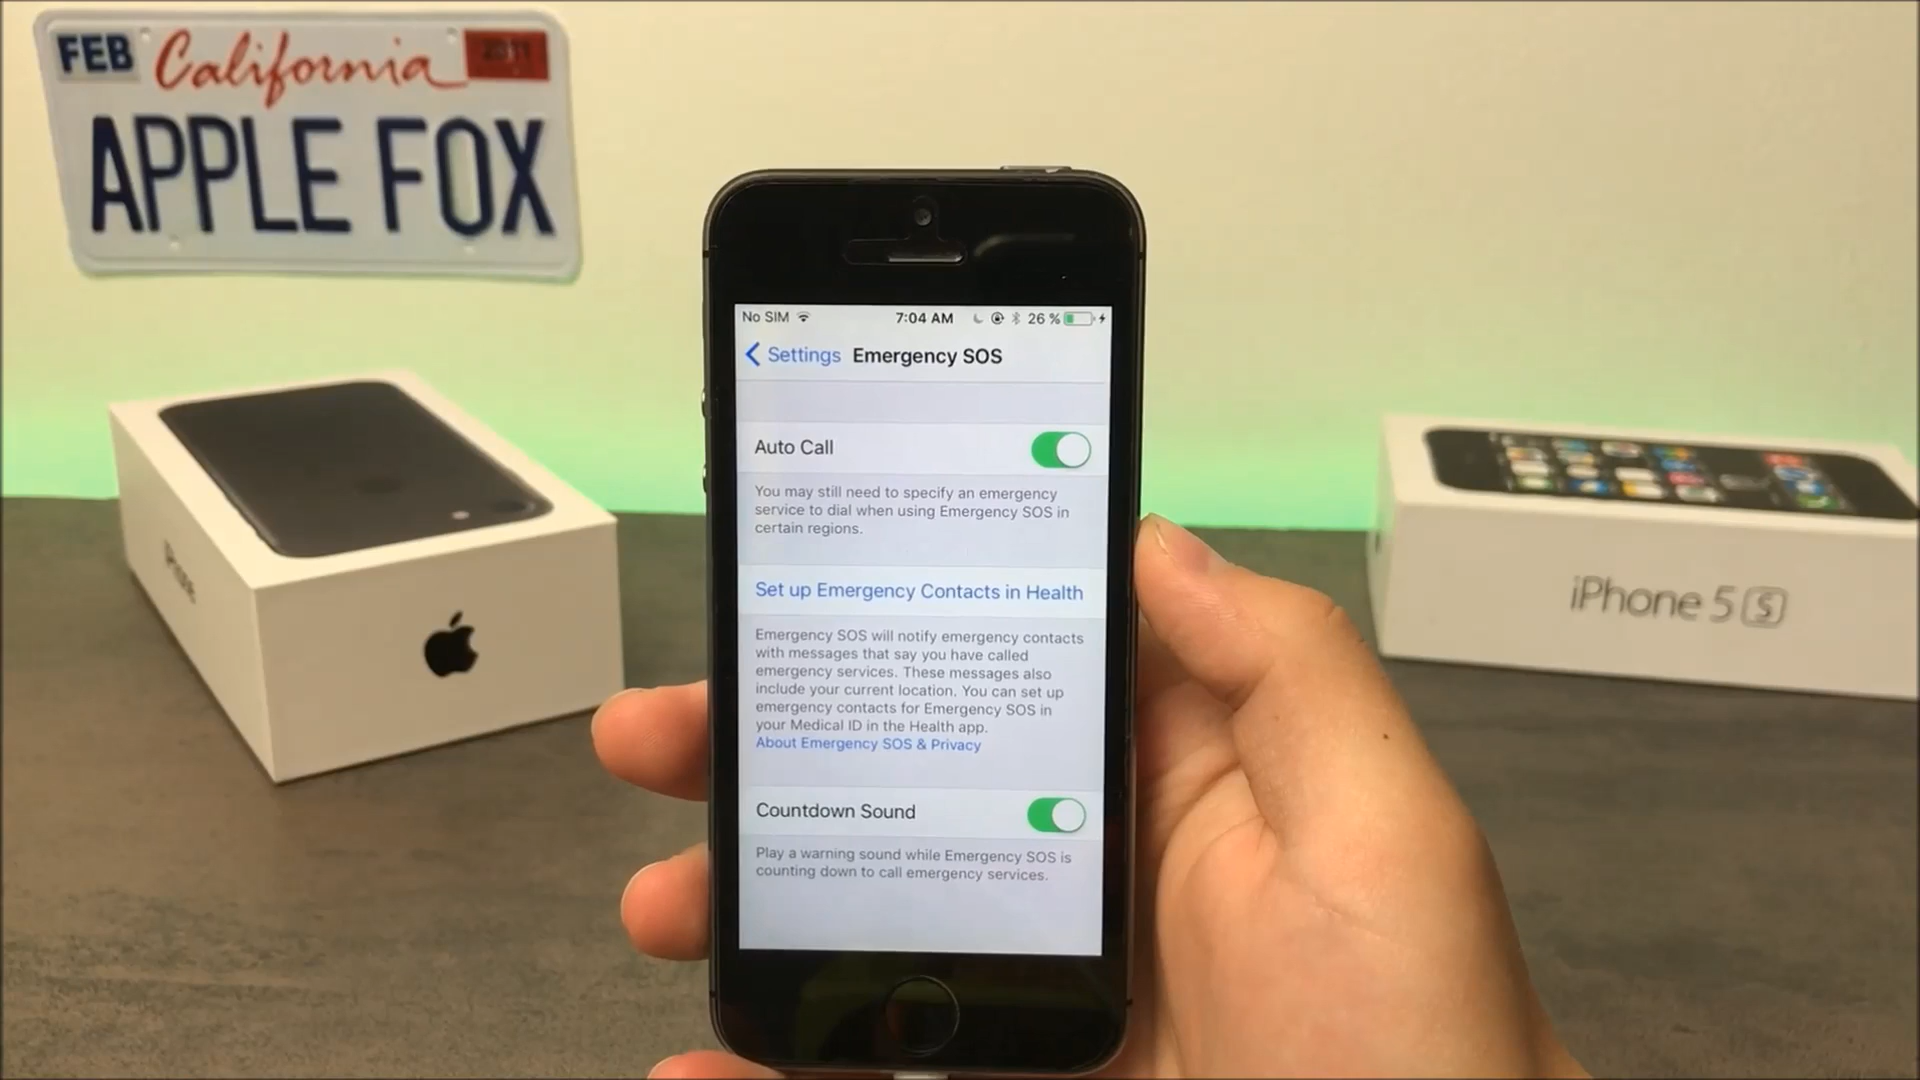 FEB California 2011
APPLE FOX
No SIM 7:04 AM 26 %
Settings Emergency SOS
Auto Call
You may still need to specify an emergency
service to dial when using Emergency SOS in
certain regions.
Set up Emergency Contacts in Health
Emergency SOS will notify emergency contacts
with messages that say you have called
emergency services. These messages also
include your current location. You can set up
emergency contacts for Emergency SOS in
your Medical ID in the Health app.
About Emergency SOS & Privacy
Countdown Sound
Play a warning sound while Emergency SOS is
counting down to call emergency services.
iPhone
iPhone 5 S